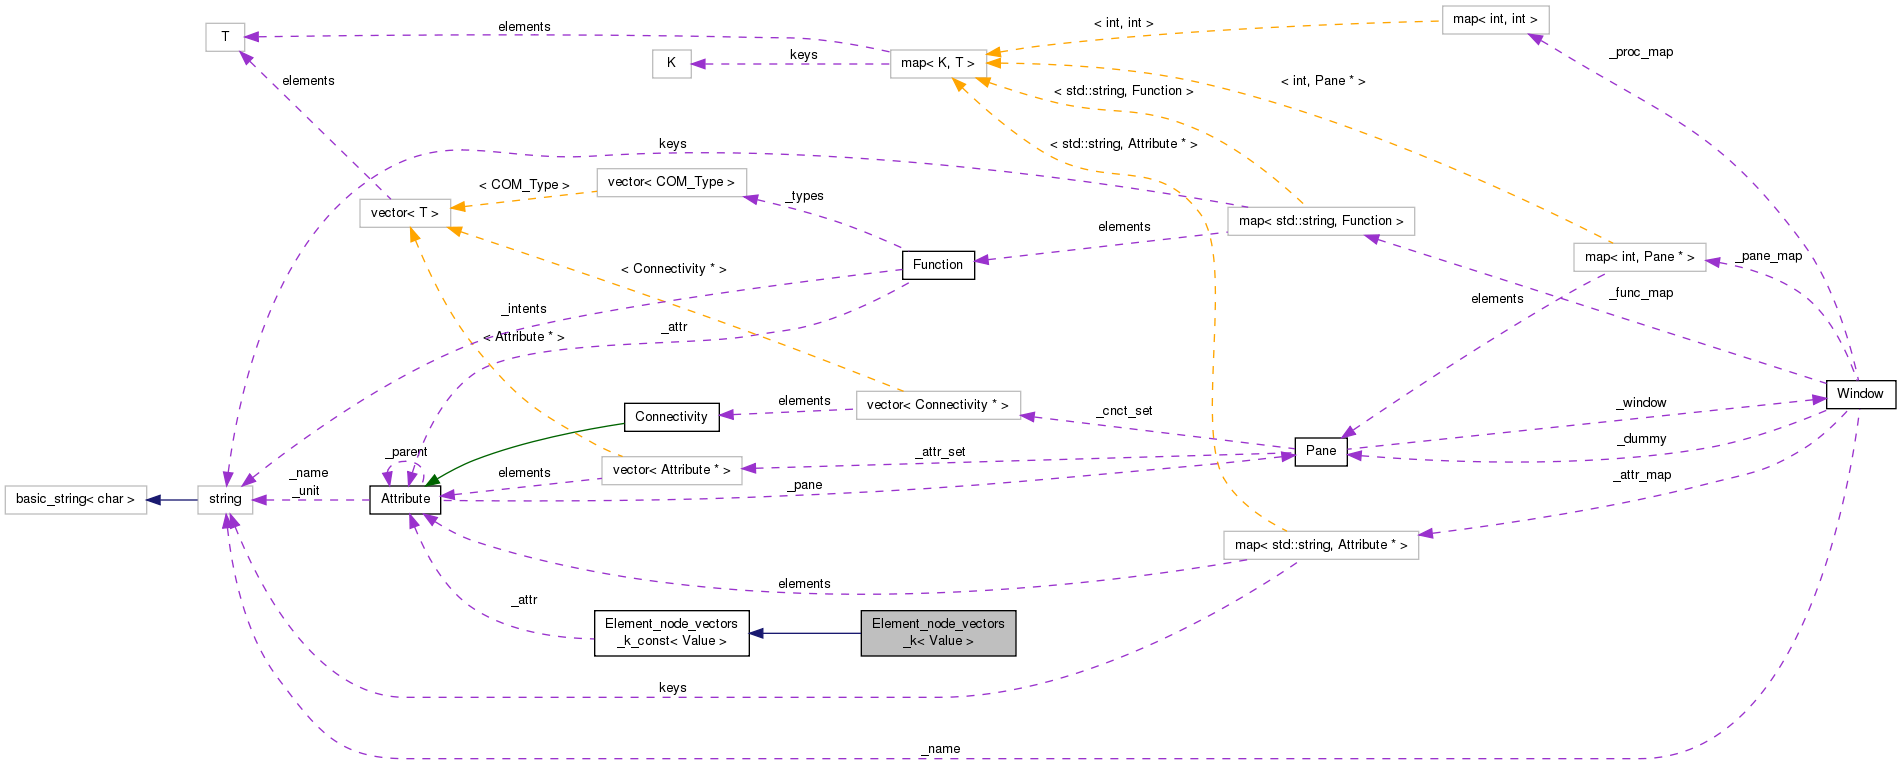 map< int, int >
< int, int >
elements
T
_proc_map
K
keys
map< K, T >
elements
< int, Pane * >
< std::string, Function >
keys
< std::string, Attribute * >
vector< COM_Type >
< COM_Type >
_types
vector< T >
map< std::string, Function >
elements
map< int, Pane * >
_pane_map
Function
< Connectivity * >
elements
_func_map
_intents
_attr
< Attribute * >
Window
_window
elements
vector< Connectivity * >
_cnct_set
Connectivity
_dummy
_parent
_attr_set
Pane
vector< Attribute * >
elements
_name
_unit
_pane
_attr_map
basic_string< char >
string
Attribute
map< std::string, Attribute * >
elements
_attr
Element_node_vectors
_k_const< Value >
Element_node_vectors
_k< Value >
keys
_name